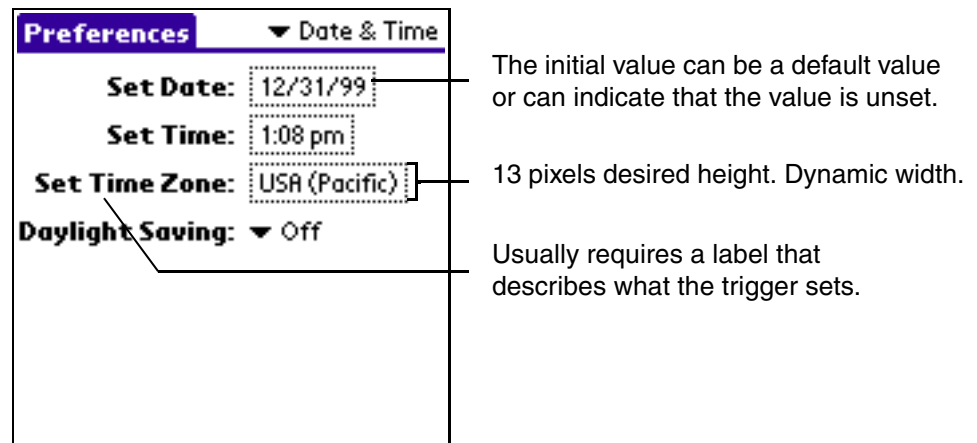 Preferences ▼ Date & Time
Set Date: 12/31/99
Set Time: 1:08 pm
Set Time Zone: USA (Pacific)
Daylight Saving: ▼ Off
The initial value can be a default value
or can indicate that the value is unset.
13 pixels desired height. Dynamic width.
Usually requires a label that
describes what the trigger sets.